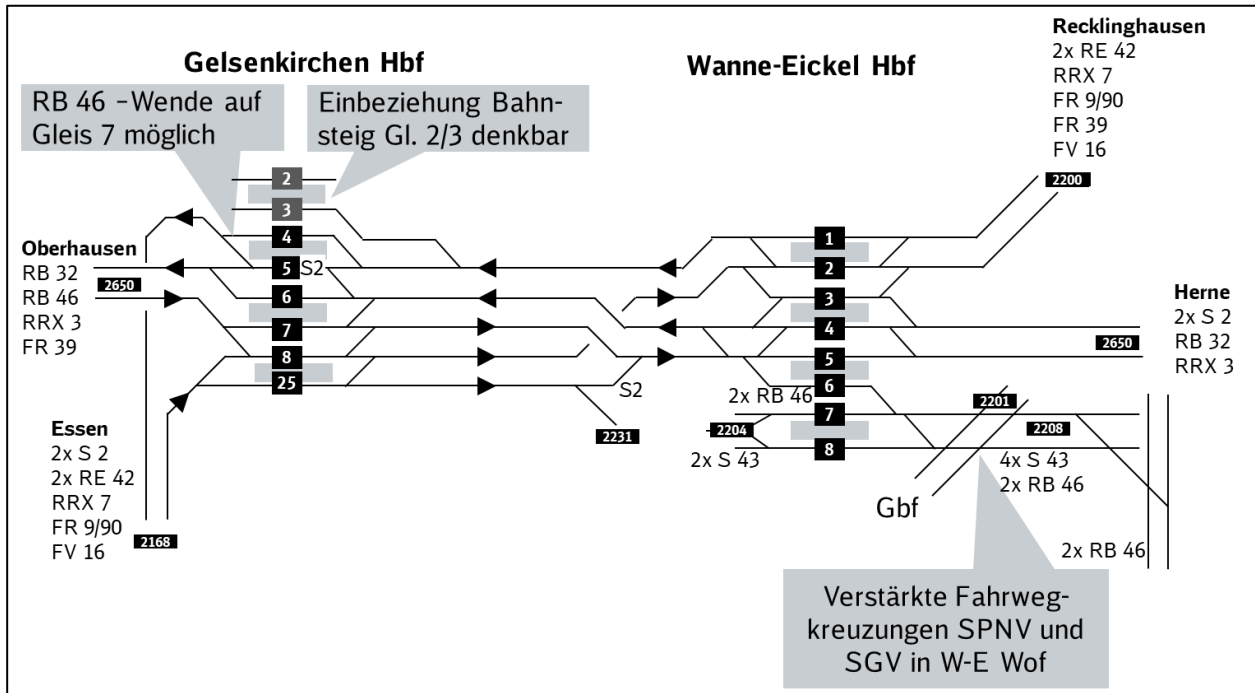 Gelsenkirchen Hbf
Wanne-Eickel Hbf
Recklinghausen
2x RE 42
RRX 7
FR 9/90
FR 39
FV 16
2200
RB 46 –Wende auf
Gleis 7 möglich
Einbeziehung Bahn-
steig Gl. 2/3 denkbar
2
3
4
5
S2
6
7
8
25
Oberhausen
RB 32
RB 46
RRX 3
FR 39
2650
Essen
2x S 2
2x RE 42
RRX 7
FR 9/90
FV 16
2168
2231
S2
1
2
3
4
5
6
7
8
2x RB 46
2204
2x S 43
Herne
2x S 2
RB 32
RRX 3
2650
2201
2208
4x S 43
2x RB 46
Gbf
2x RB 46
Verstärkte Fahrweg-
kreuzungen SPNV und
SGV in W-E Wof